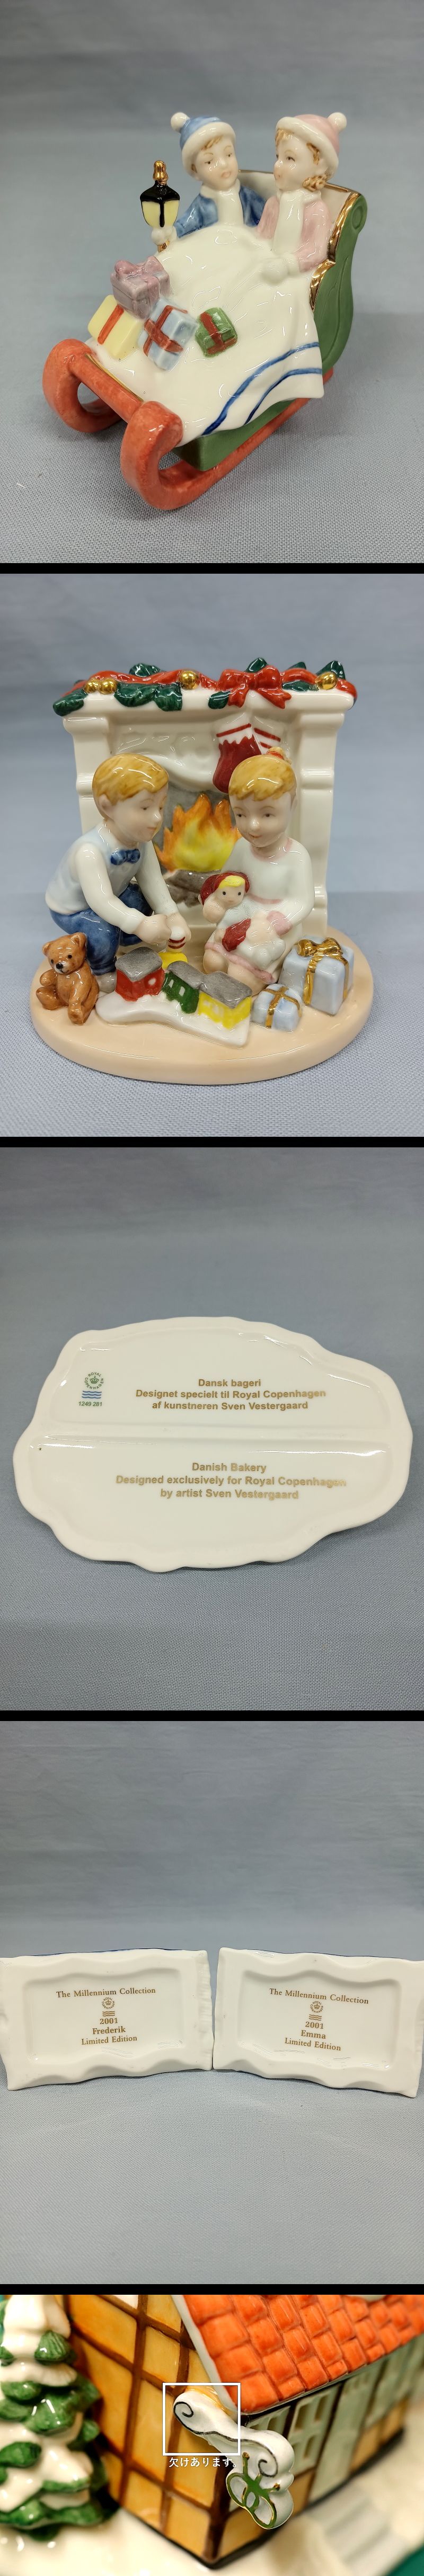 1249 281
Dansk bageri
Designet specielt til Royal Copenhagen
af kunstneren Sven Vestergaard
Danish Bakery
Designed exclusively for Royal Copenhagen
by artist Sven Vestergaard
The Millennium Collection
2001
Frederik
Limited Edition
The Millennium Collection
2001
Emma
Limited Edition
欠けあります